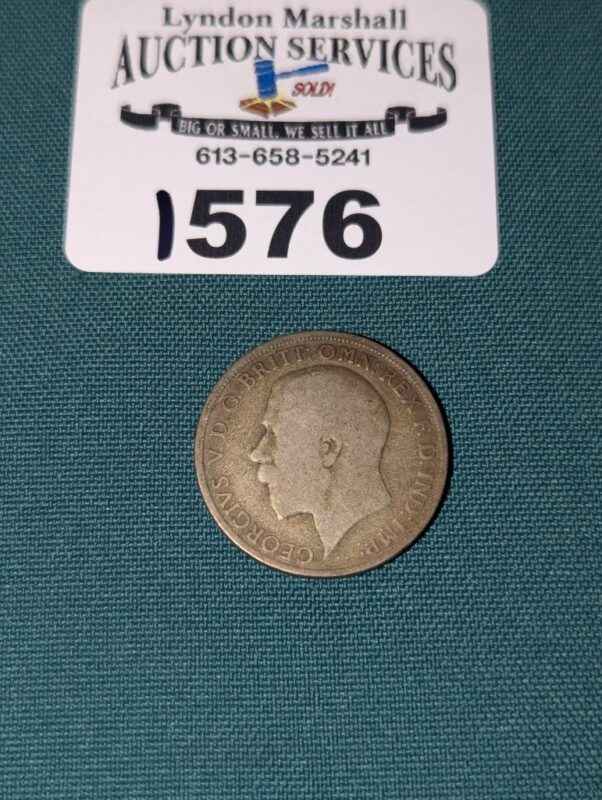 Lyndon Marshall
AUCTION SERVICES
SOLD!
BIG OR SMALL, WE SELL IT ALL
613-658-5241
1576
GEORGIVS V D.G.BRITT:OMN:REX F.D.IND:IMP: